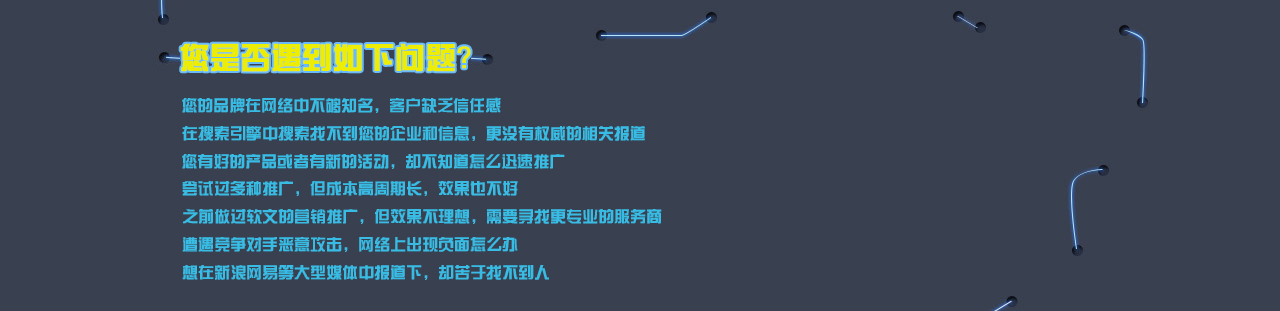 您是否遇到如下问题?
您的品牌在网络中不够知名，客户缺乏信任感
在搜索引擎中搜索找不到您的企业和信息，更没有权威的相关报道
您有好的产品或者有新的活动，却不知道怎么迅速推广
尝试过多种推广，但成本高周期长，效果也不好
之前做过软文的营销推广，但效果不理想，需要寻找更专业的服务商
遭遇竞争对手恶意攻击，网络上出现负面怎么办
想在新浪网易等大型媒体中报道下，却苦于找不到人